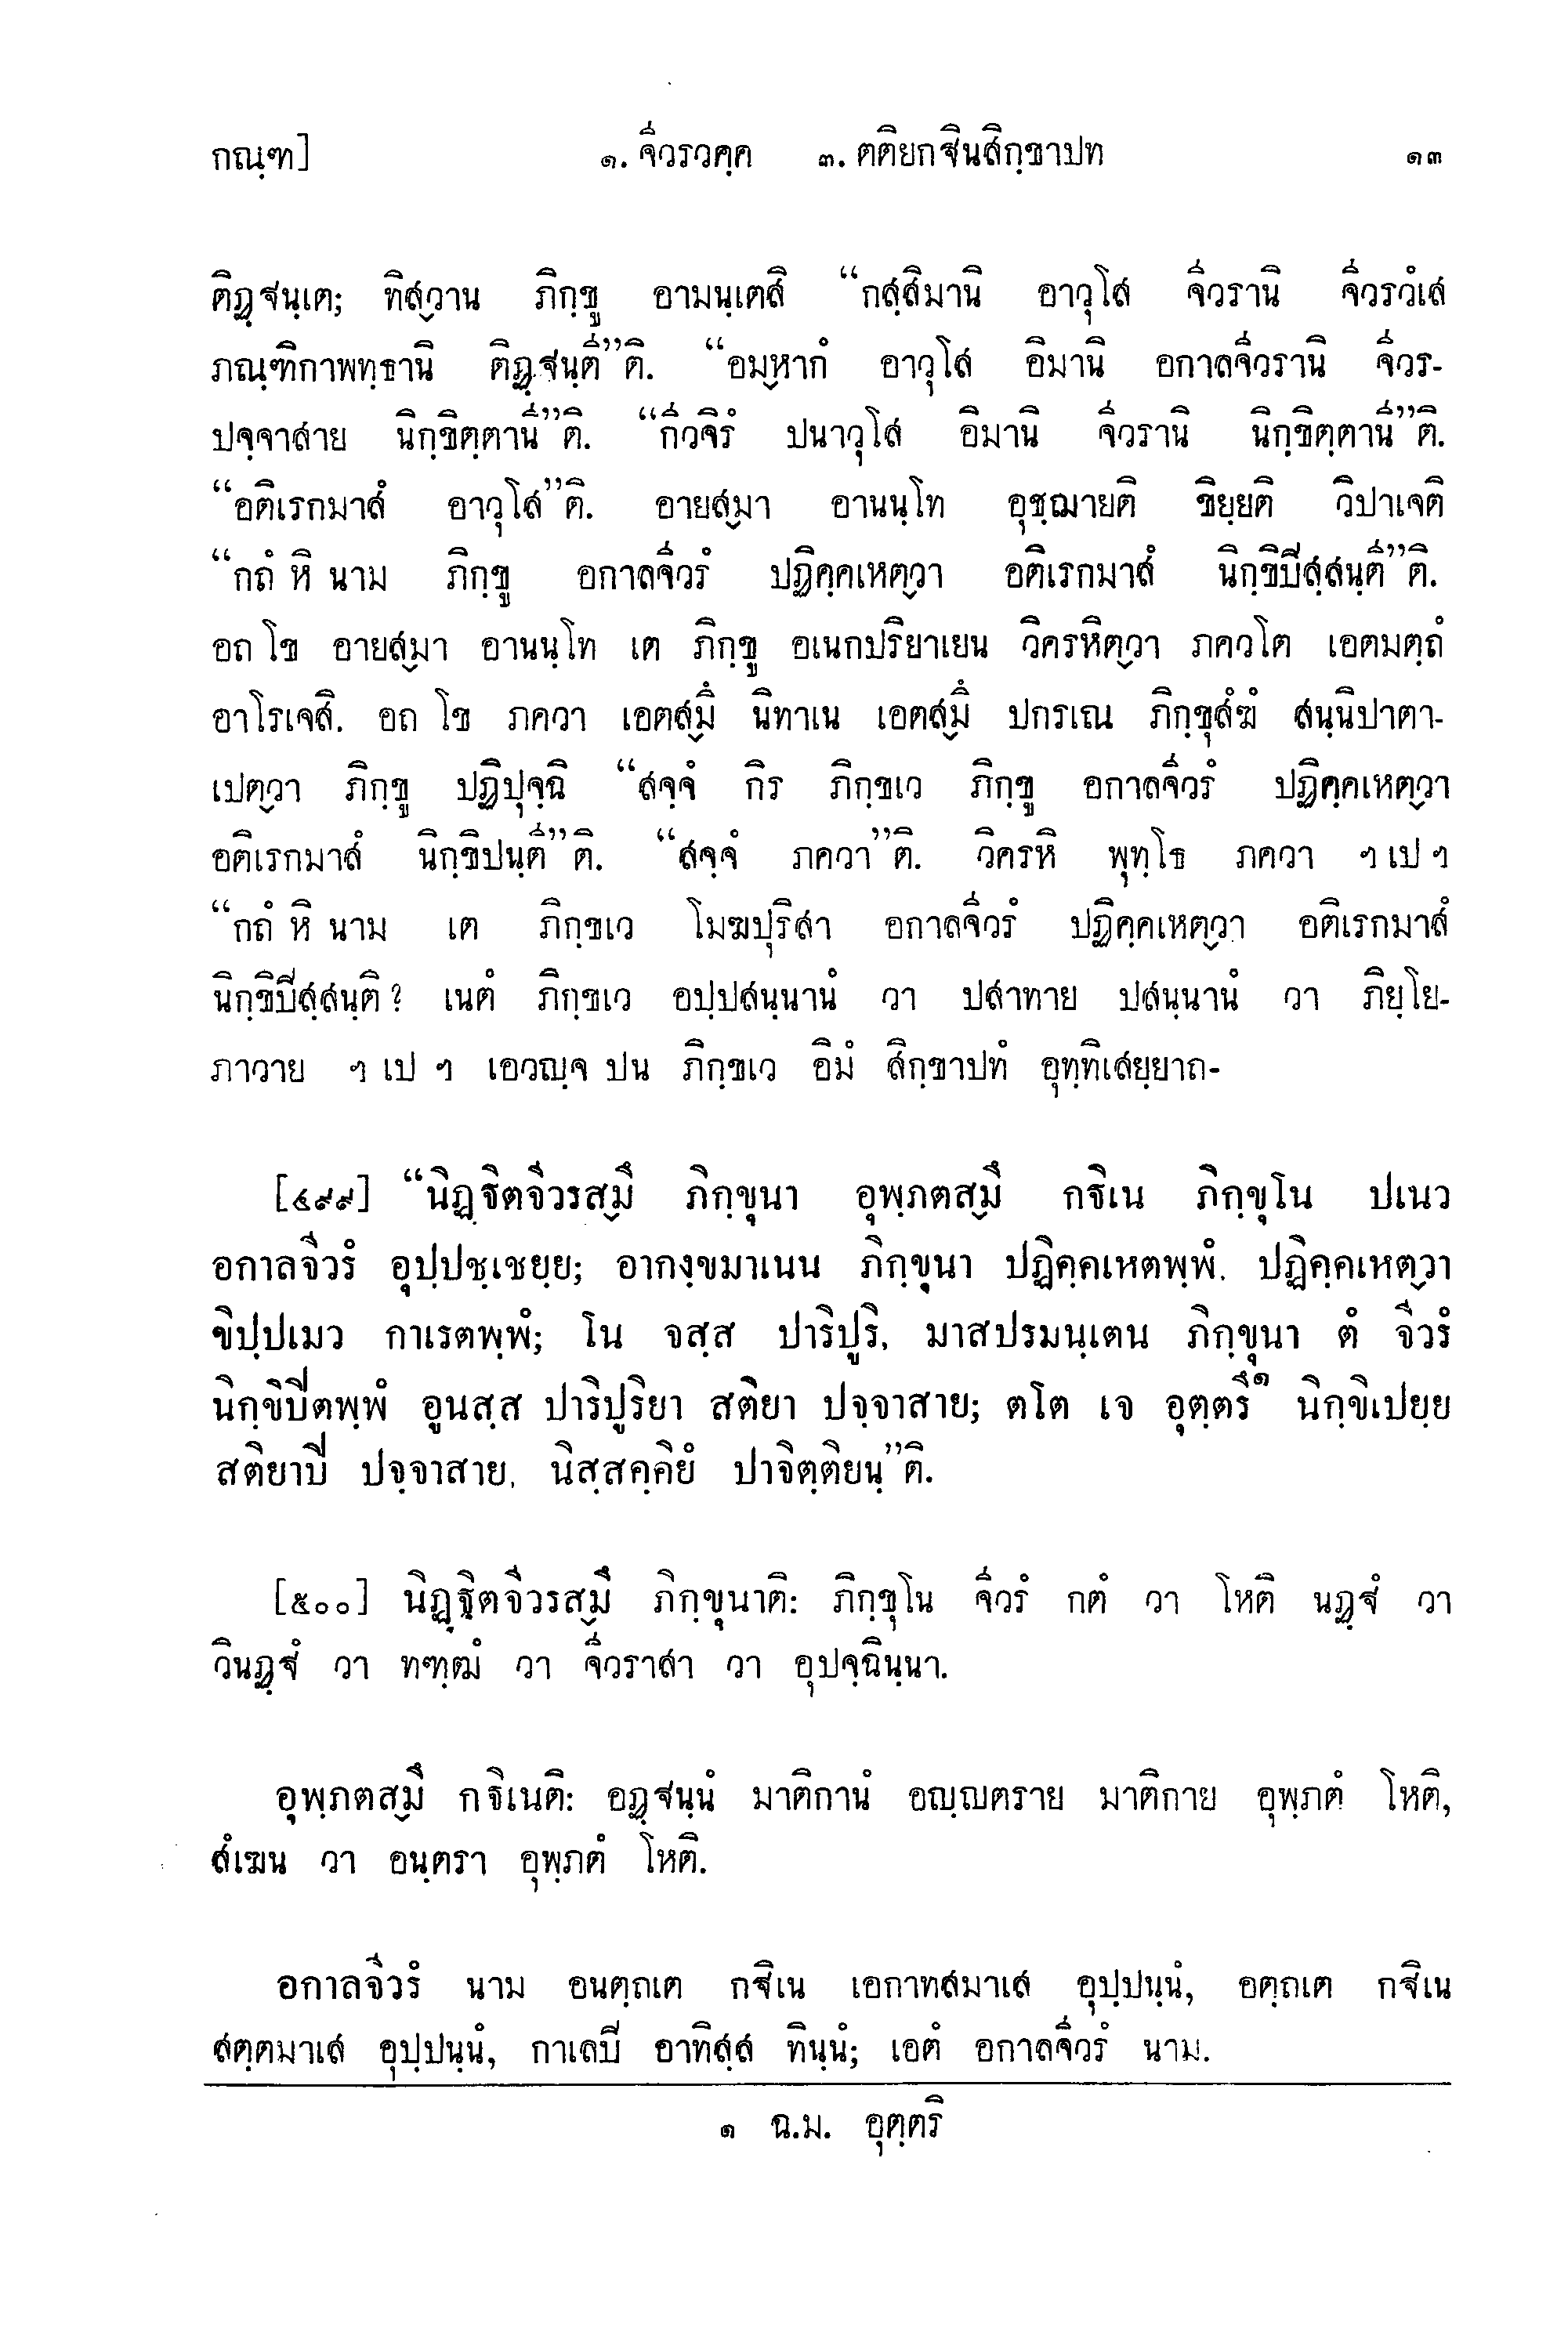 กณฺฑ] ๑. จีวรวคฺค ๓. ตติยกฐินสิกฺขาปท ๑๓
ติฏฺฐนฺเต; ทิสฺวาน ภิกฺขู อามนฺเตสิ “กสฺสิมานิ อาวุโส จีวรานิ จีวรวํเส
ภณฺฑิกาพทฺธานิ ติฏฺฐนฺตี”ติ. “อมฺหากํ อาวุโส อิมานิ อกาลจีวรานิ จีวร-
ปจฺจาสาย นิกฺขิตฺตานี”ติ. “กีวจิรํ ปนาวุโส อิมานิ จีวรานิ นิกฺขิตฺตานี”ติ.
“อติเรกมาสํ อาวุโส”ติ. อายสฺมา อานนฺโท อุชฺฌายติ ขิยฺยติ วิปาเจติ
“กถํ หิ นาม ภิกฺขู อกาลจีวรํ ปฏิคฺคเหตฺวา อติเรกมาสํ นิกฺขิปิสฺสนฺตี”ติ.
อถ โข อายสฺมา อานนฺโท เต ภิกฺขู อเนกปริยาเยน วิครหิตฺวา ภควโต เอตมตฺถํ
อาโรเจสิ. อถ โข ภควา เอตสฺมึ นิทาเน เอตสฺมึ ปกรเณ ภิกฺขุสํฆํ สนฺนิปาตา-
เปตฺวา ภิกฺขู ปฏิปุจฺฉิ “สจฺจํ กิร ภิกฺขเว ภิกฺขู อกาลจีวรํ ปฏิคฺคเหตฺวา
อติเรกมาสํ นิกฺขิปนฺตี”ติ. “สจฺจํ ภควา”ติ. วิครหิ พุทฺโธ ภควา ฯ เป ฯ
“กถํ หิ นาม เต ภิกฺขเว โมฆปุริสา อกาลจีวรํ ปฏิคฺคเหตฺวา อติเรกมาสํ
นิกฺขิปิสฺสนฺติ? เนตํ ภิกฺขเว อปฺปสนฺนานํ วา ปสาทาย ปสนฺนานํ วา ภิยฺโย-
ภาวาย ฯ เป ฯ เอวญฺจ ปน ภิกฺขเว อิมํ สิกฺขาปทํ อุทฺทิเสยฺยาถ-
[๔๙๙] “นิฏฺฐิตจีวรสฺมึ ภิกฺขุนา อุพฺภตสฺมึ กฐิเน ภิกฺขุโน ปเนว
อกาลจีวรํ อุปฺปชฺเชยฺย; อากงฺขมาเนน ภิกฺขุนา ปฏิคฺคเหตพฺพํ, ปฏิคฺคเหตฺวา
ขิปฺปเมว กาเรตพฺพํ; โน จสฺส ปาริปูริ, มาสปรมนฺเตน ภิกฺขุนา ตํ จีวรํ
นิกฺขิปิตพฺพํ อูนสฺส ปาริปูริยา สติยา ปจฺจาสาย; ตโต เจ อุตฺตรึ๑ นิกฺขิเปยฺย
สติยาปิ ปจฺจาสาย, นิสฺสคฺคิยํ ปาจิตฺติยนฺ”ติ.
[๕๐๐] นิฏฺฐิตจีวรสฺมึ ภิกฺขุนาติ: ภิกฺขุโน จีวรํ กตํ วา โหติ นฏฺฐํ วา
วินฏฺฐํ วา ทฑฺฒํ วา จีวราสา วา อุปจฺฉินฺนา.
อุพฺภตสฺมึ กฐิเนติ: อฏฺฐนฺนํ มาติกานํ อญฺญตราย มาติกาย อุพฺภตํ โหติ,
สํเฆน วา อนฺตรา อุพฺภตํ โหติ.
อกาลจีวรํ นาม อนตฺถเต กฐิเน เอกาทสมาเส อุปฺปนฺนํ, อตฺถเต กฐิเน
สตฺตมาเส อุปฺปนฺนํ, กาเลปิ อาทิสฺส ทินฺนํ; เอตํ อกาลจีวรํ นาม.
๑ ฉ.ม. อุตฺตริ